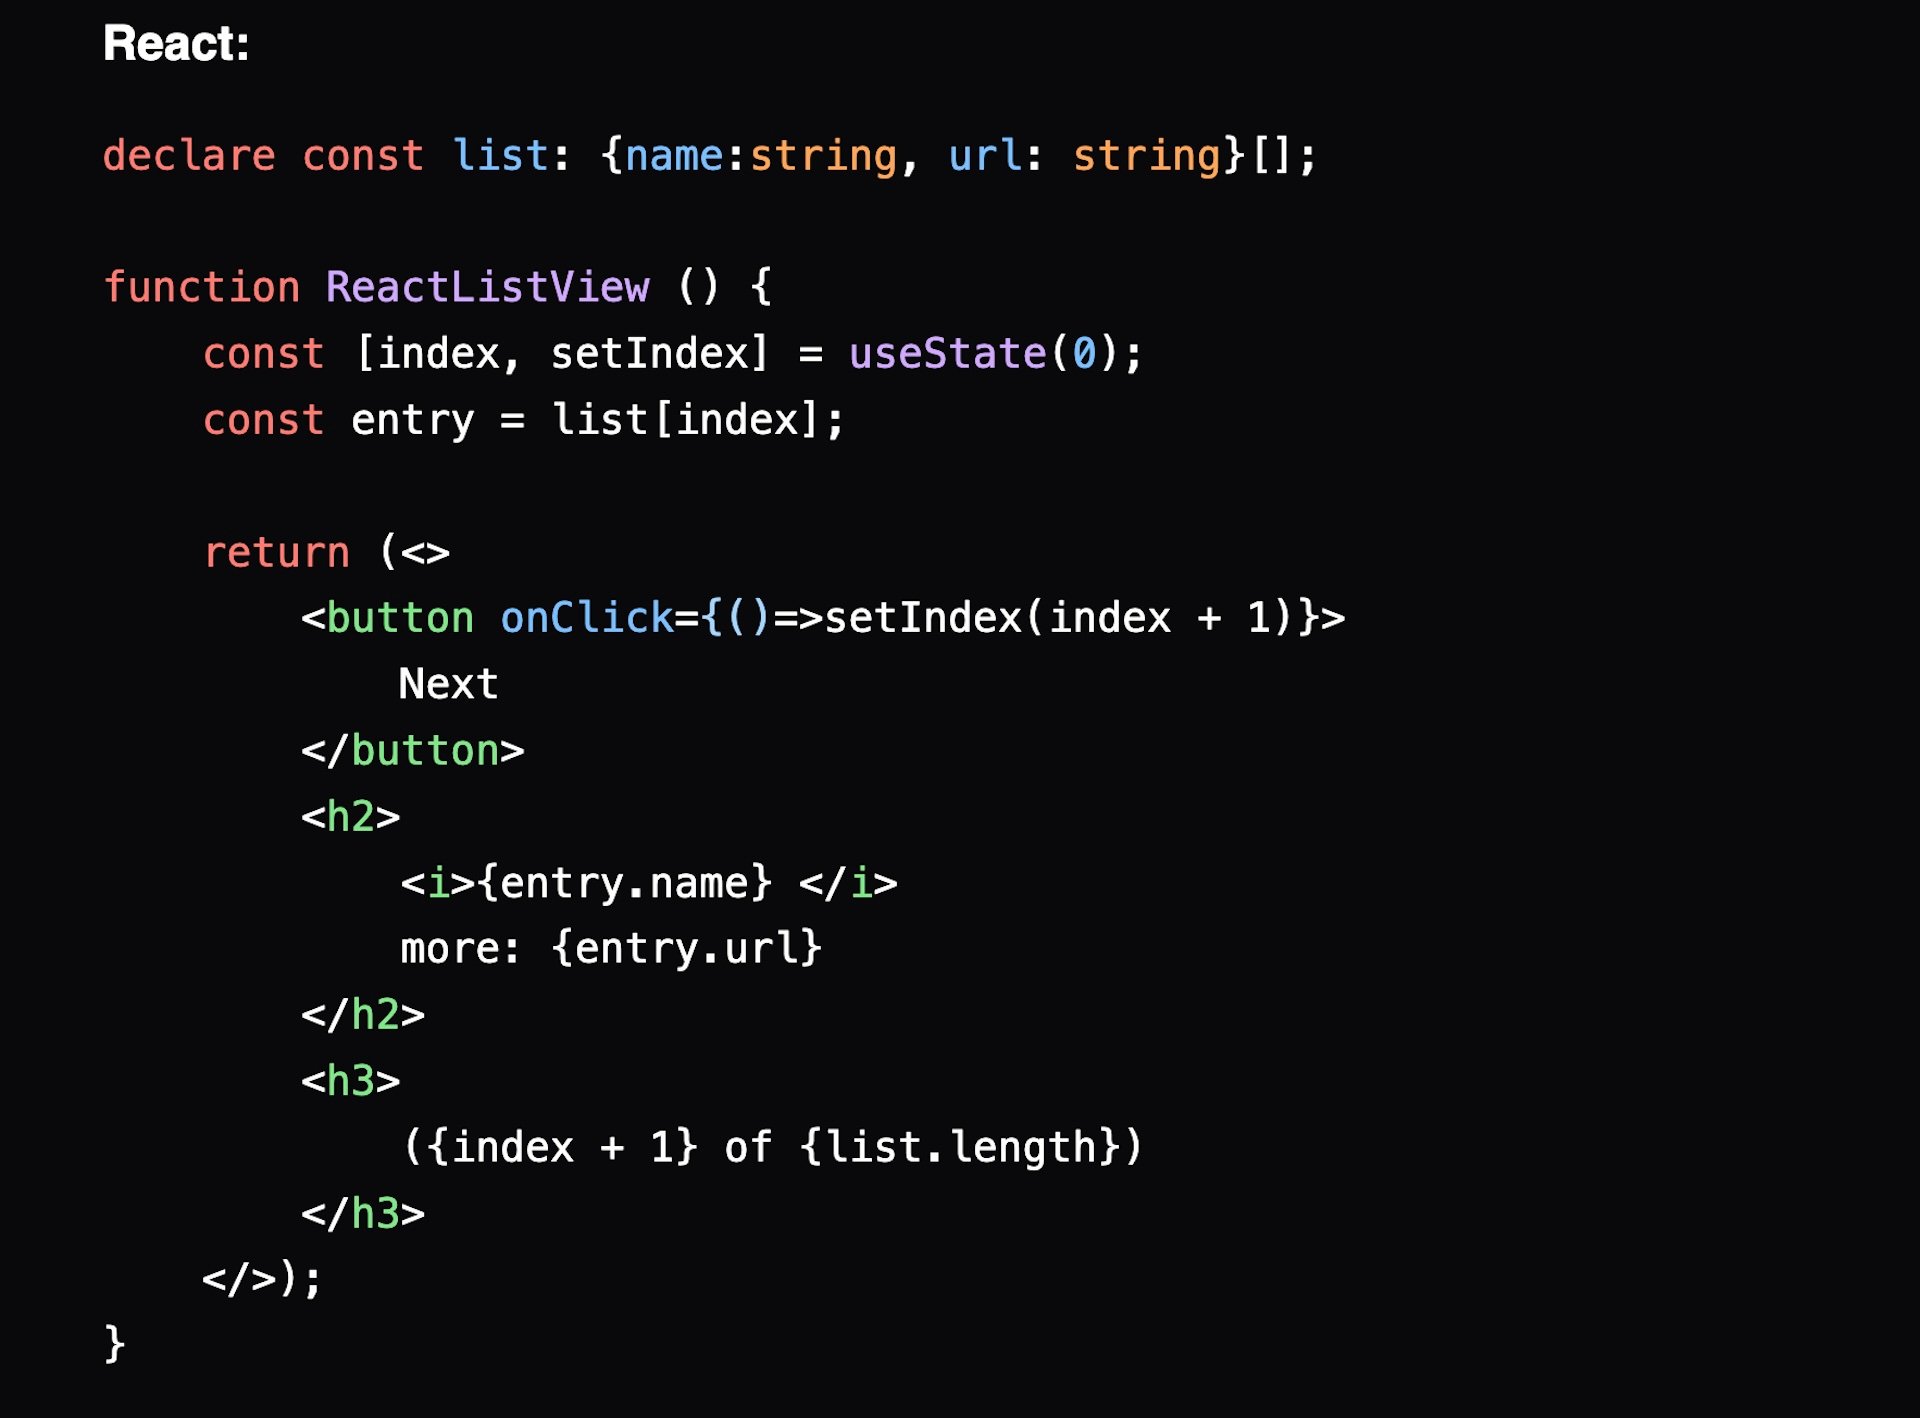 React:
declare const list: {name:string, url: string}[];
function ReactListView () {
    const [index, setIndex] = useState(0);
    const entry = list[index];
    return (<>
        <button onClick={()=>setIndex(index + 1)}>
            Next
        </button>
        <h2>
            <i>{entry.name} </i>
            more: {entry.url}
        </h2>
        <h3>
            ({index + 1} of {list.length})
        </h3>
    </>);
}